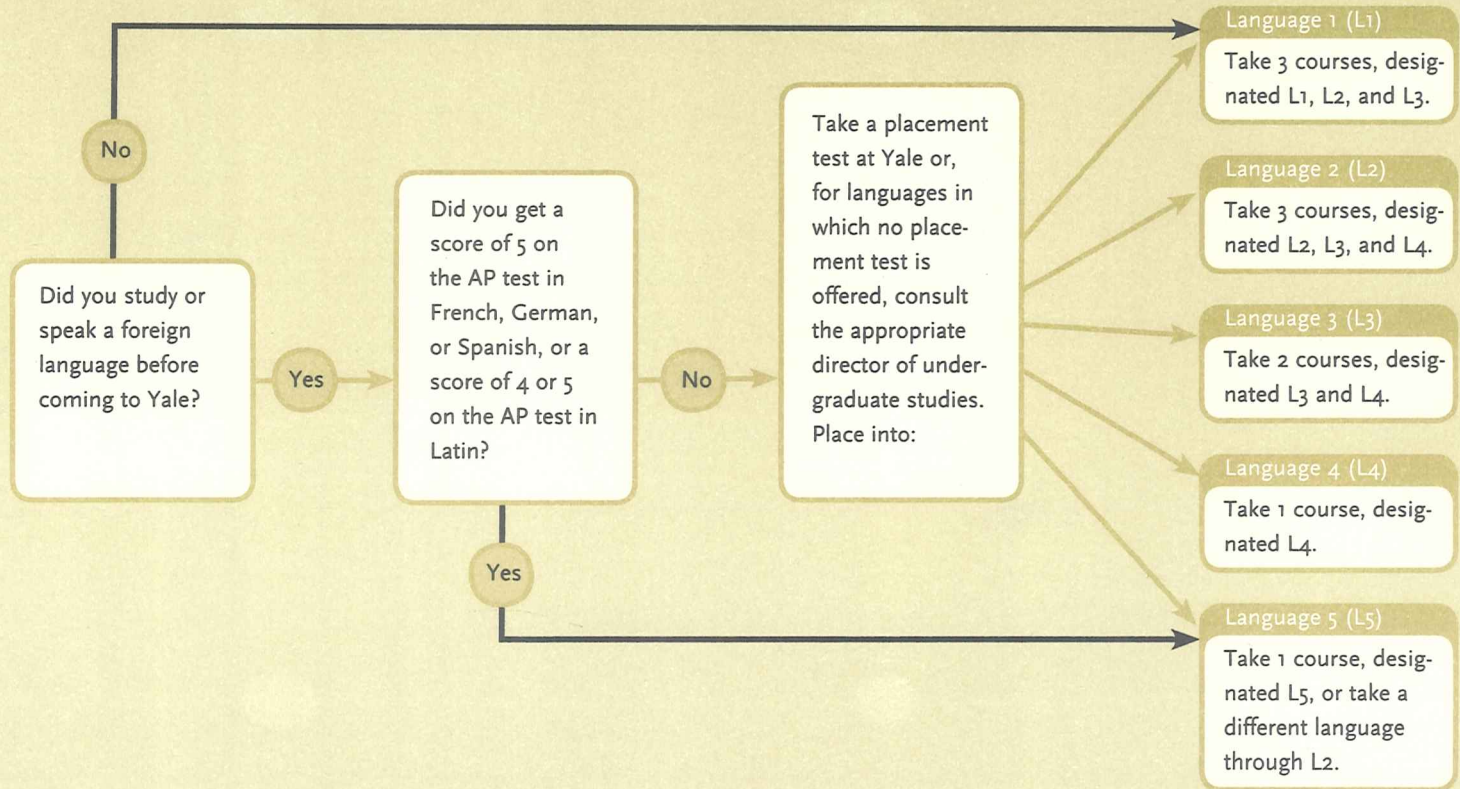 No
Did you study or
speak a foreign
language before
coming to Yale?
Yes
Did you get a
score of 5 on
the AP test in
French, German,
or Spanish, or a
score of 4 or 5
on the AP test in
Latin?
No
Yes
Take a placement
test at Yale or,
for languages in
which no place-
ment test is
offered, consult
the appropriate
director of under-
graduate studies.
Place into:
Language 1 (L1)
Take 3 courses, desig-
nated L1, L2, and L3.
Language 2 (L2)
Take 3 courses, desig-
nated L2, L3, and L4.
Language 3 (L3)
Take 2 courses, desig-
nated L3 and L4.
Language 4 (L4)
Take 1 course, desig-
nated L4.
Language 5 (L5)
Take 1 course, desig-
nated L5, or take a
different language
through L2.